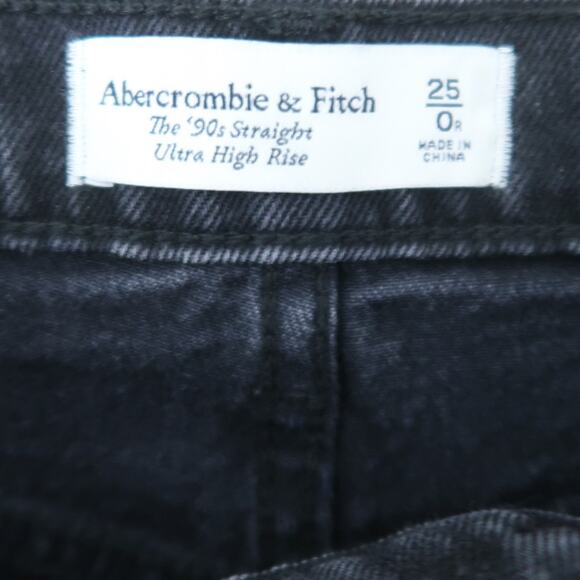 Abercrombie & Fitch
The '90s Straight
Ultra High Rise
25
0R
MADE IN
CHINA